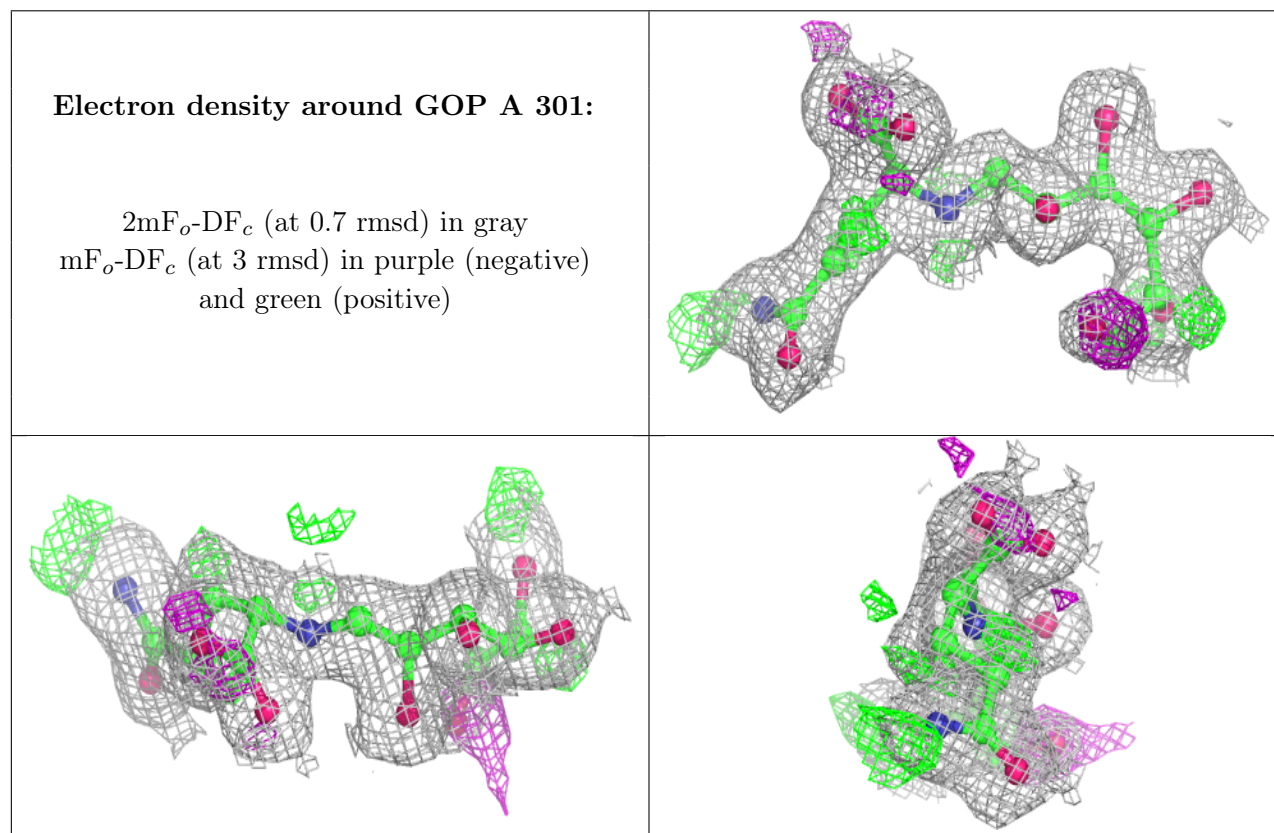 Electron density around GOP A 301:
2mFo-DFc (at 0.7 rmsd) in gray
mFo-DFc (at 3 rmsd) in purple (negative)
and green (positive)